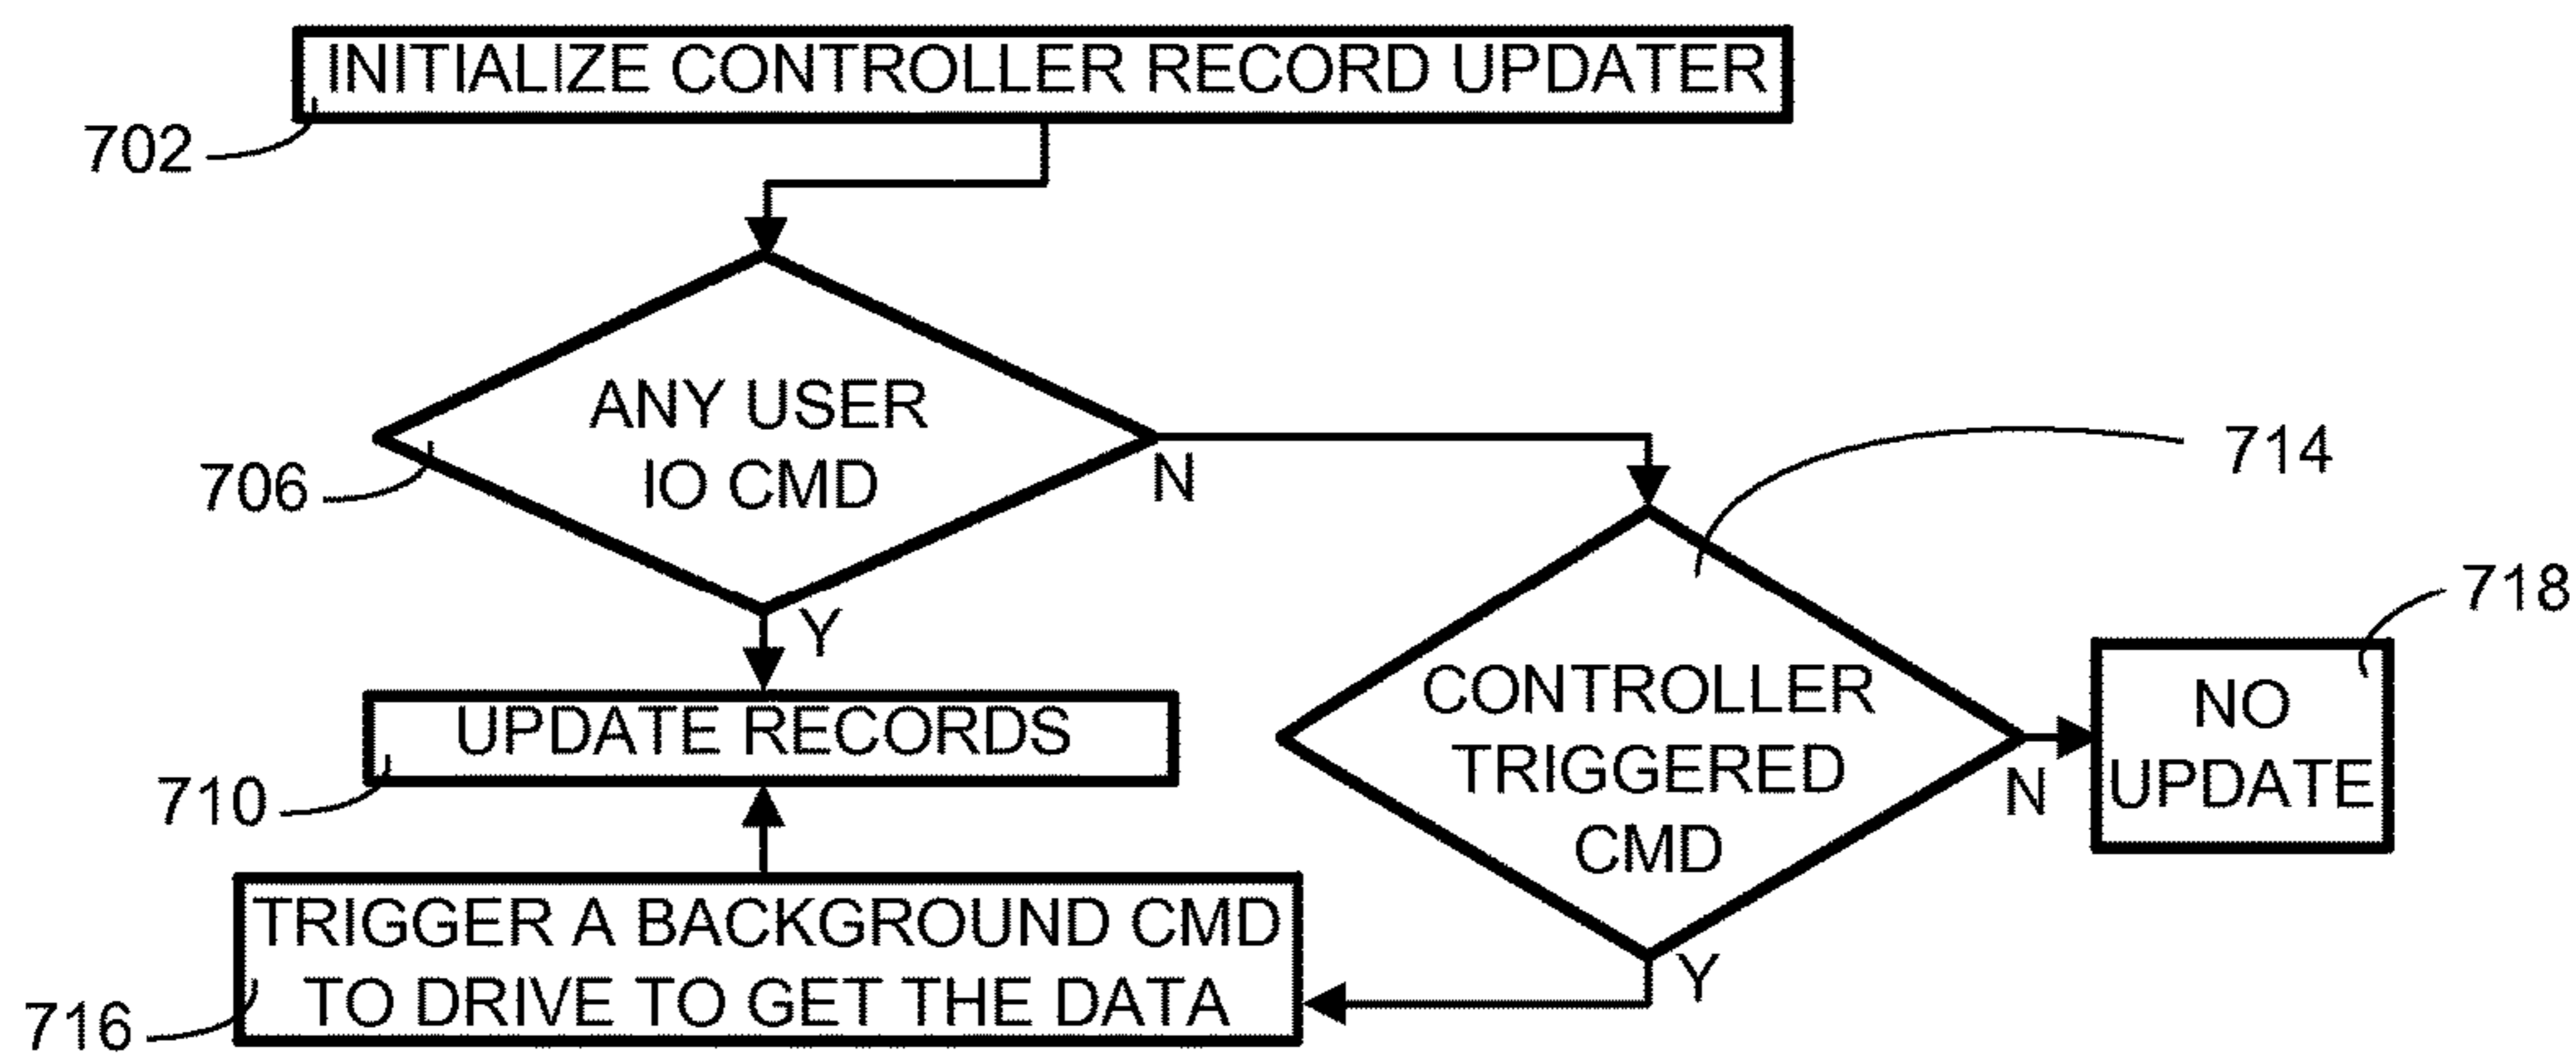 INITIALIZE CONTROLLER RECORD UPDATER
702
ANY USER
IO CMD
706
N
Y
714
718
UPDATE RECORDS
710
CONTROLLER
TRIGGERED
CMD
N
Y
NO
UPDATE
TRIGGER A BACKGROUND CMD
TO DRIVE TO GET THE DATA
716